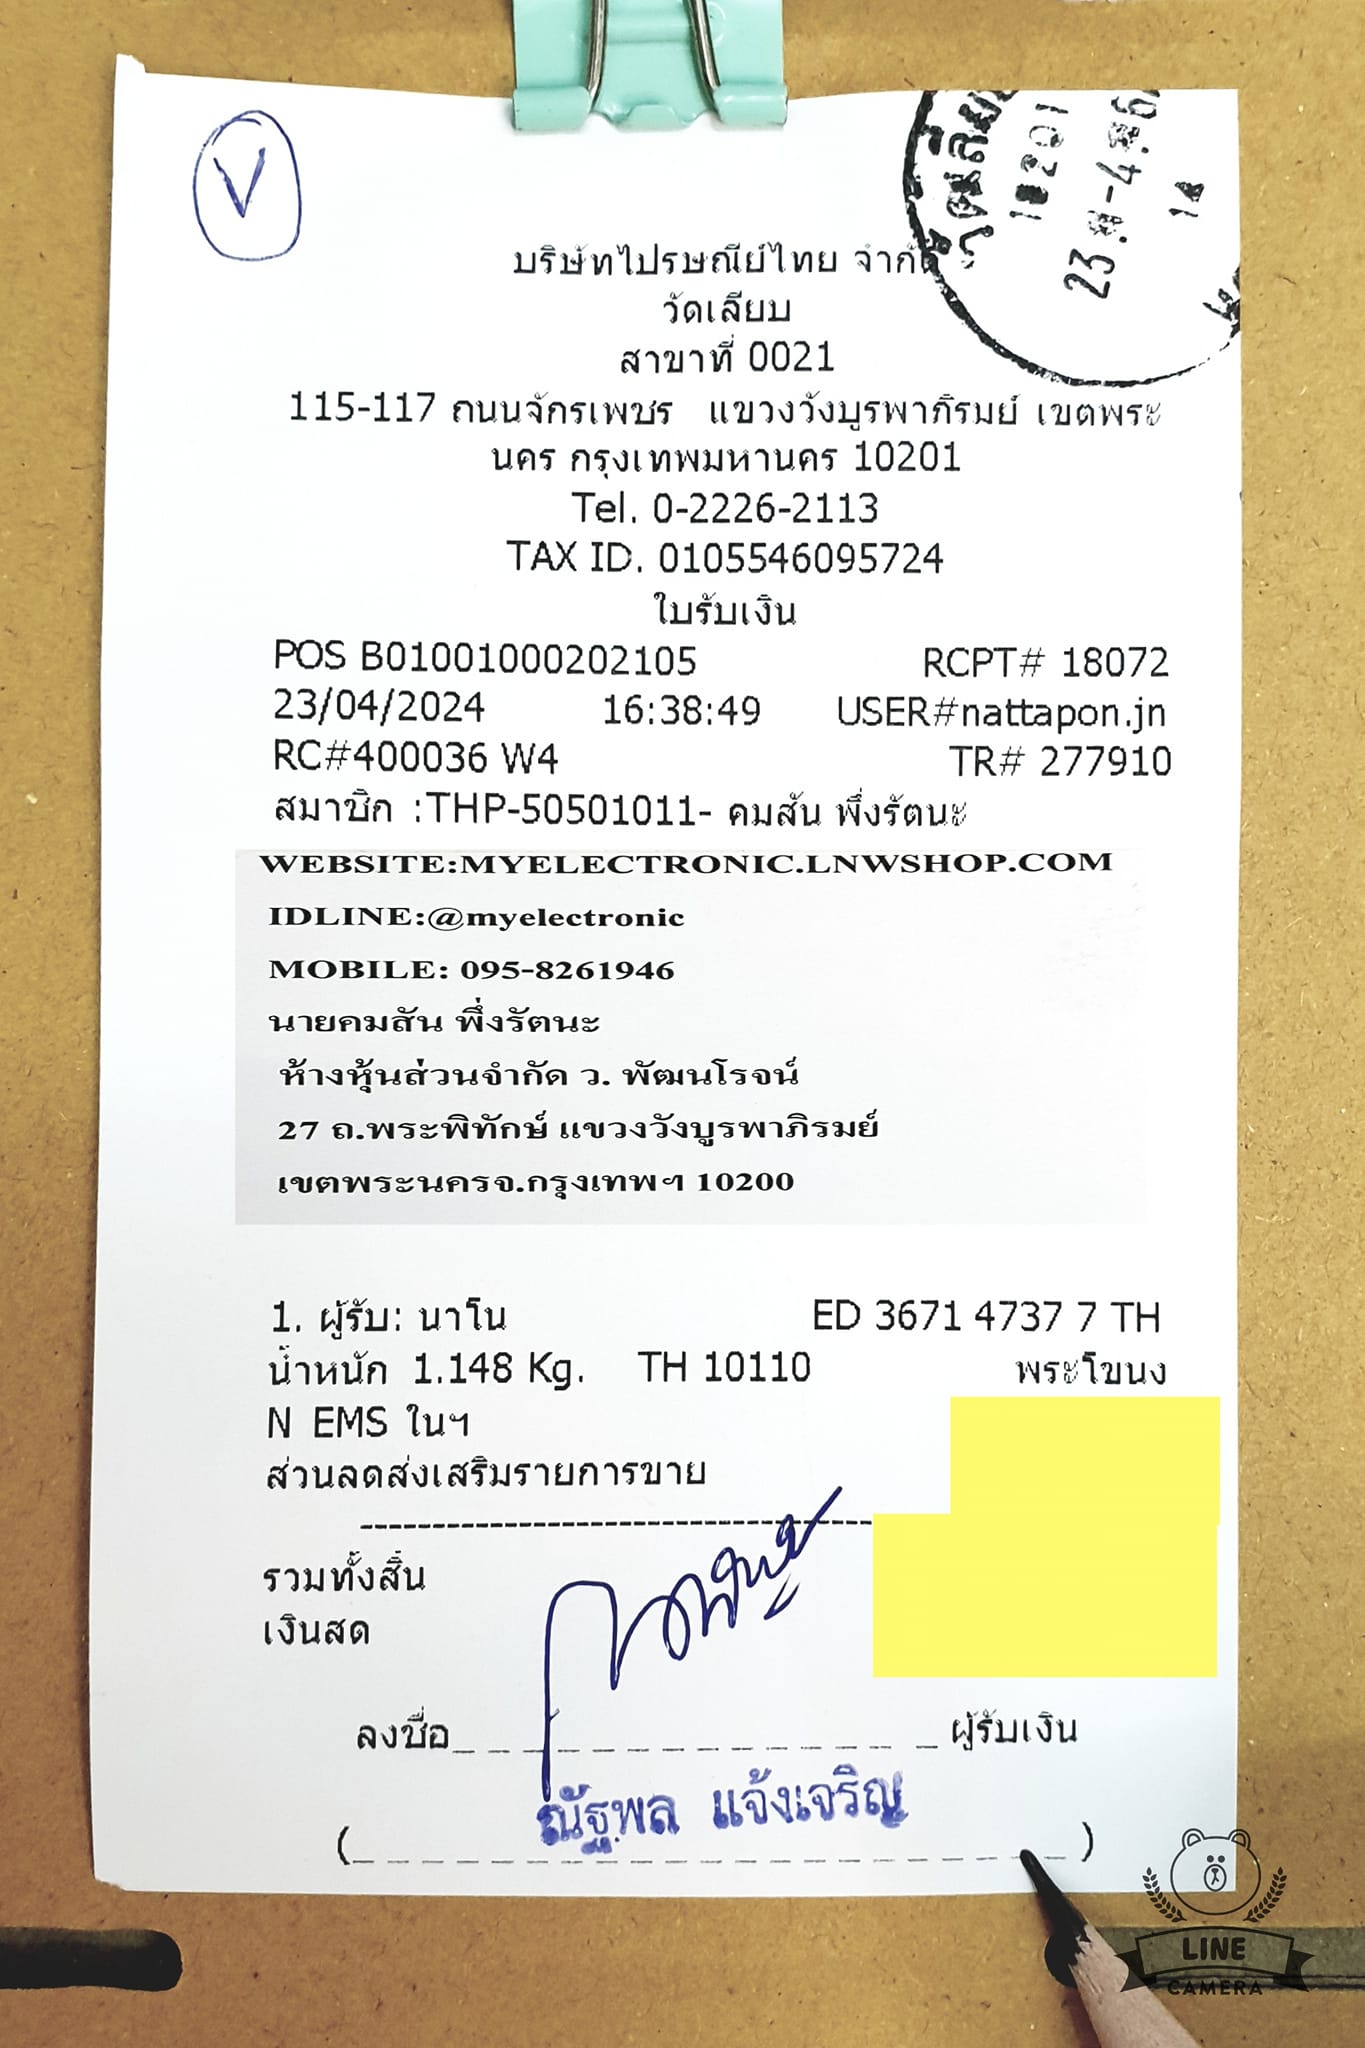 V
วัดเลียบ
10201
23.
14
บริษัทไปรษณีย์ไทย จำกัด
วัดเลียบ
สาขาที่ 0021
115-117 ถนนจักรเพชร แขวงวังบูรพาภิรมย์ เขตพระ
นคร กรุงเทพมหานคร 10201
Tel. 0-2226-2113
TAX ID. 0105546095724
ใบรับเงิน
POS B01001000202105 RCPT# 18072
23/04/2024 16:38:49 USER#nattapon.jn
RC#400036 W4 TR# 277910
สมาชิก :THP-50501011- คมสัน พึ่งรัตนะ
WEBSITE:MYELECTRONIC.LNWSHOP.COM
IDLINE:@myelectronic
MOBILE: 095-8261946
นายคมสัน พึ่งรัตนะ
ห้างหุ้นส่วนจำกัด ว. พัฒนโรจน์
27 ถ.พระพิทักษ์ แขวงวังบูรพาภิรมย์
เขตพระนครจ.กรุงเทพฯ 10200
1. ผู้รับ: นาโน ED 3671 4737 7 TH
น้ำหนัก 1.148 Kg. TH 10110 พระโขนง
N EMS ในฯ
ส่วนลดส่งเสริมรายการขาย
รวมทั้งสิ้น
เงินสด
ลงชื่อ_ _ _ _ _ _ _ _ _ _ _ _ _ _ผู้รับเงิน
ณัฐพล แจ้งเจริญ
(_ _ _ _ _ _ _ _ _ _ _ _ _ _ _ _ _ _ _)
LINE
CAMERA